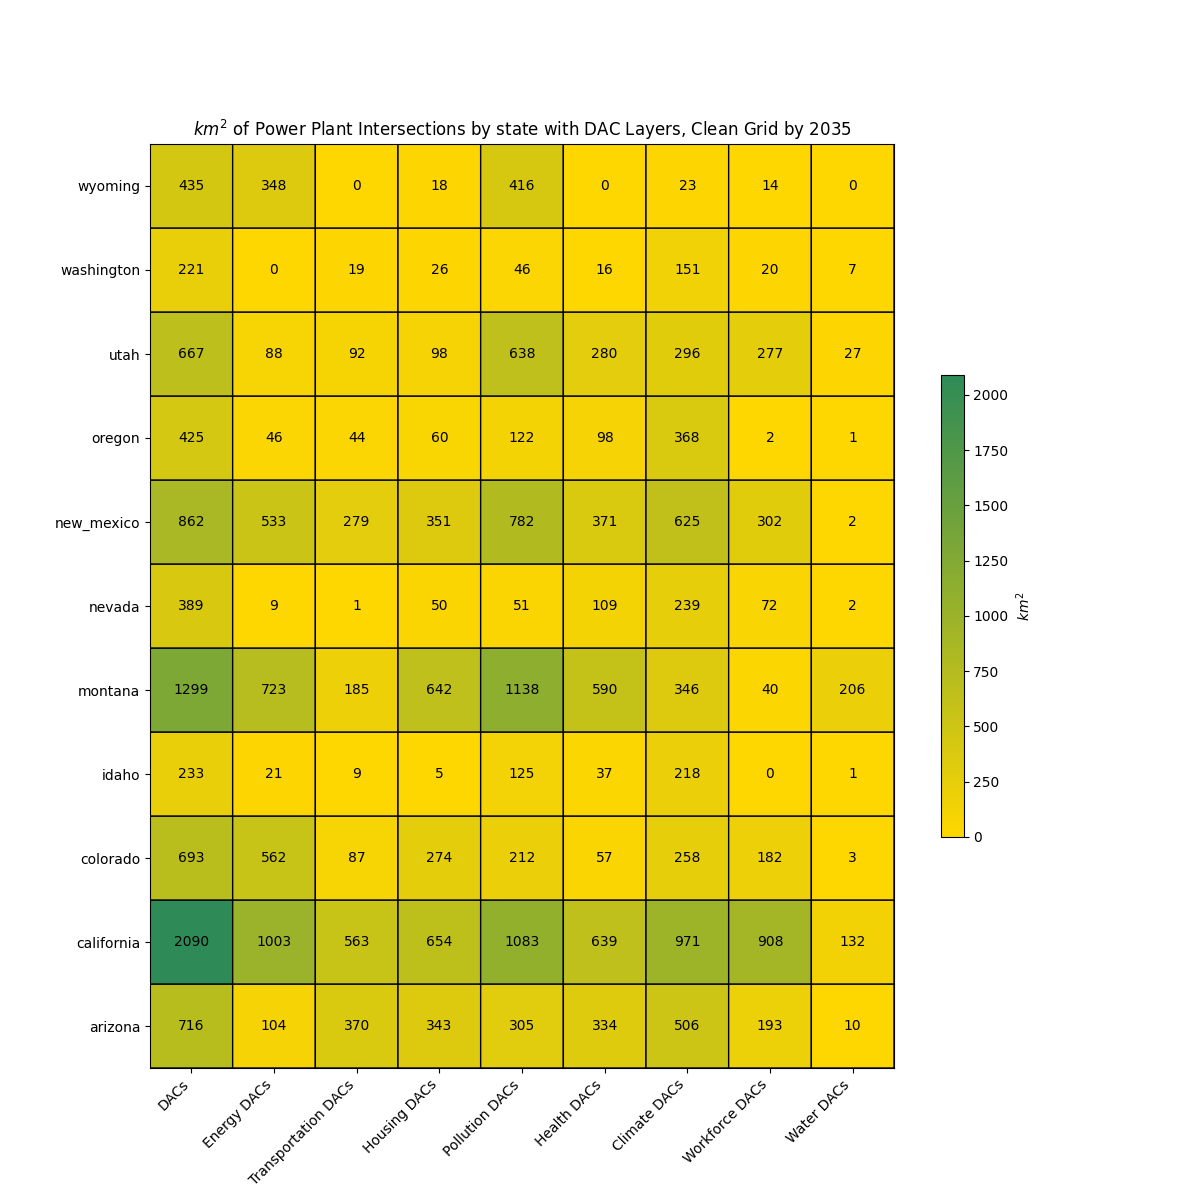 km² of Power Plant Intersections by state with DAC Layers, Clean Grid by 2035
wyoming 435 348 0 18 416 0 23 14 0
washington 221 0 19 26 46 16 151 20 7
utah 667 88 92 98 638 280 296 277 27
oregon 425 46 44 60 122 98 368 2 1
new_mexico 862 533 279 351 782 371 625 302 2
nevada 389 9 1 50 51 109 239 72 2
montana 1299 723 185 642 1138 590 346 40 206
idaho 233 21 9 5 125 37 218 0 1
colorado 693 562 87 274 212 57 258 182 3
california 2090 1003 563 654 1083 639 971 908 132
arizona 716 104 370 343 305 334 506 193 10
DACs
Energy DACs
Transportation DACs
Housing DACs
Pollution DACs
Health DACs
Climate DACs
Workforce DACs
Water DACs
2000
1750
1500
1250
1000
750
500
250
0
km²